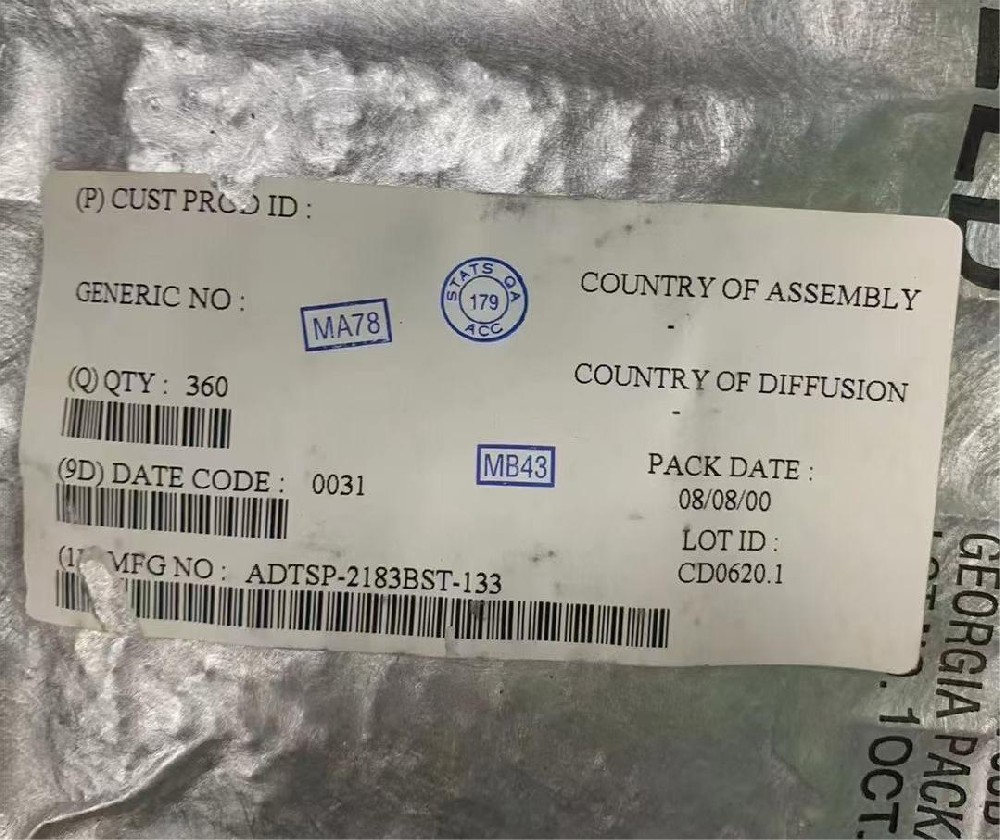 (P) CUST PROD ID :
GENERIC NO :
MA78
STATS QA
179
ACC
COUNTRY OF ASSEMBLY
-
(Q) QTY : 360
COUNTRY OF DIFFUSION
-
(9D) DATE CODE : 0031
MB43
PACK DATE :
08/08/00
LOT ID :
CD0620.1
MFG NO : ADTSP-2183BST-133
GEORGIA PACK
1OCT.